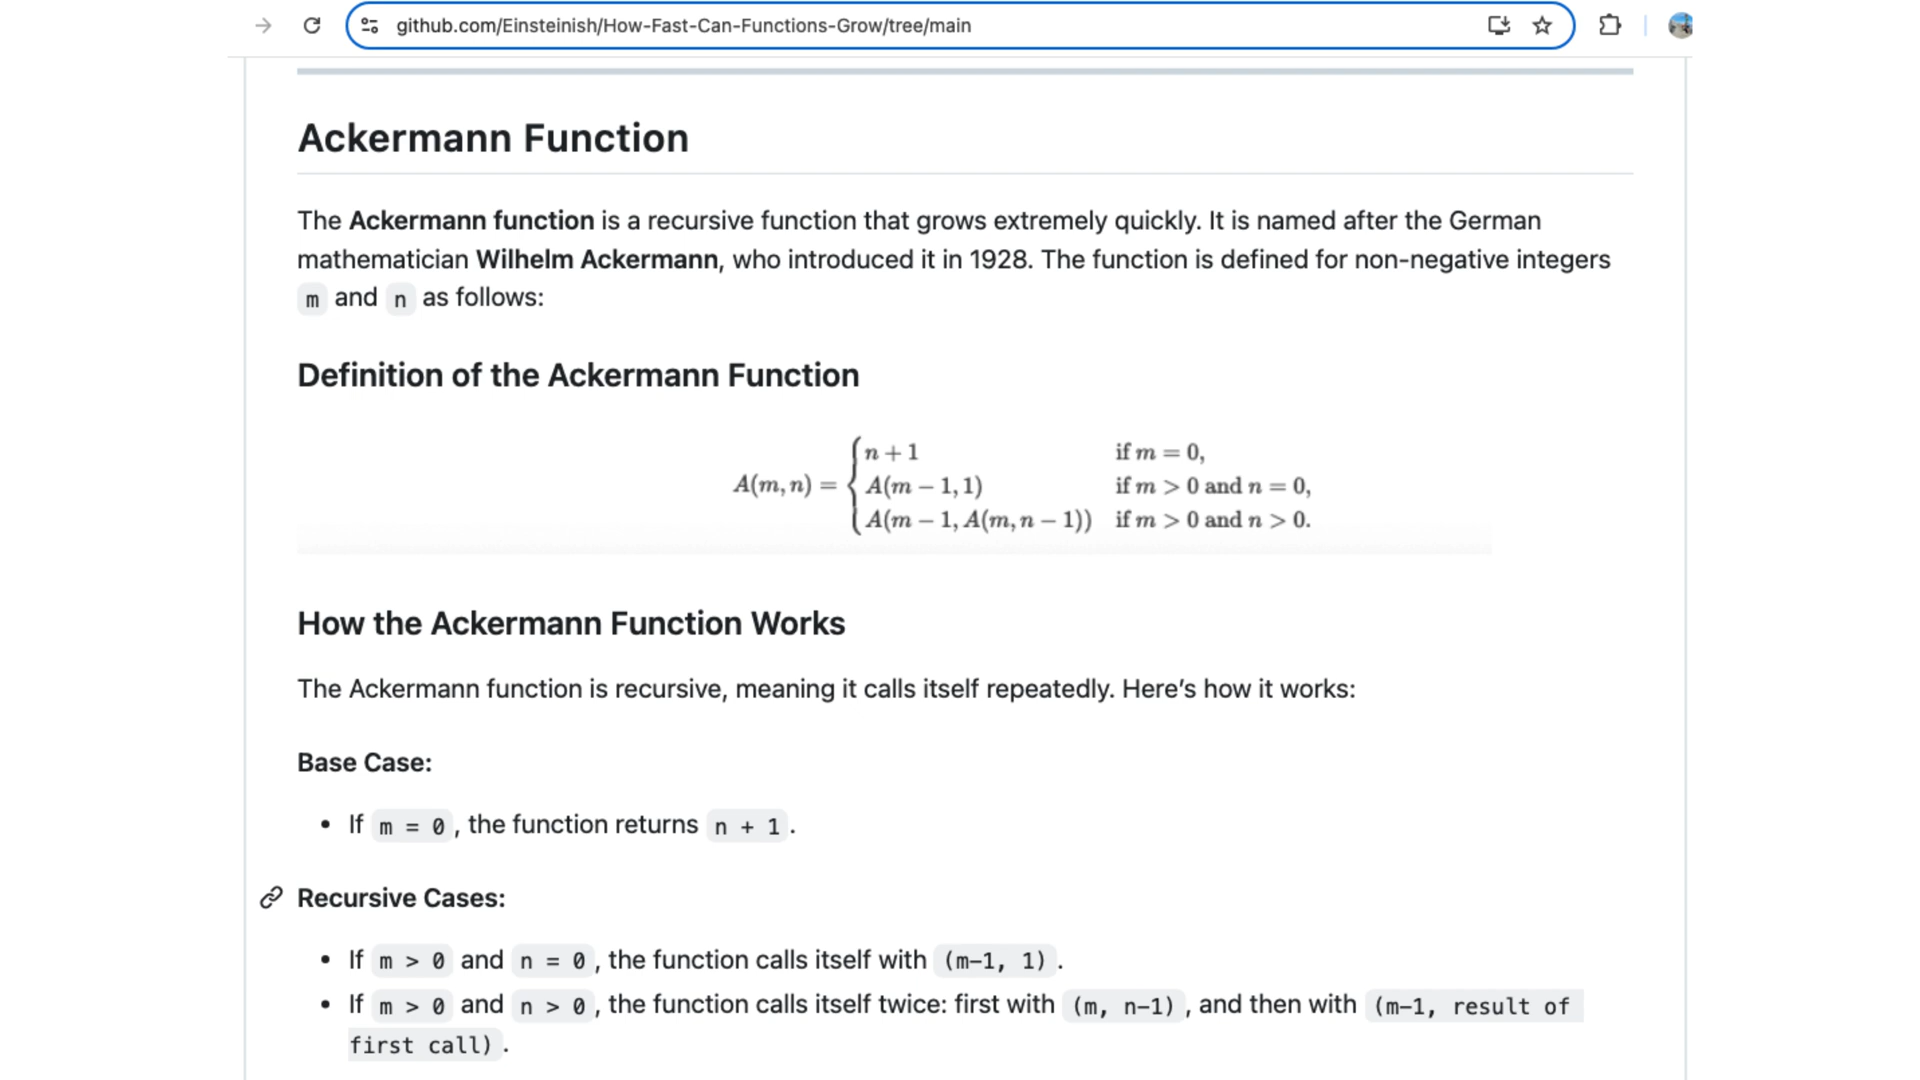 github.com/Einsteinish/How-Fast-Can-Functions-Grow/tree/main
Ackermann Function
The Ackermann function is a recursive function that grows extremely quickly. It is named after the German
mathematician Wilhelm Ackermann, who introduced it in 1928. The function is defined for non-negative integers
m and n as follows:
Definition of the Ackermann Function
A(m, n) = { n + 1 if m = 0,
A(m − 1, 1) if m > 0 and n = 0,
A(m − 1, A(m, n − 1)) if m > 0 and n > 0.
How the Ackermann Function Works
The Ackermann function is recursive, meaning it calls itself repeatedly. Here’s how it works:
Base Case:
• If m = 0, the function returns n + 1.
Recursive Cases:
• If m > 0 and n = 0, the function calls itself with (m-1, 1).
• If m > 0 and n > 0, the function calls itself twice: first with (m, n-1), and then with (m-1, result of
first call).